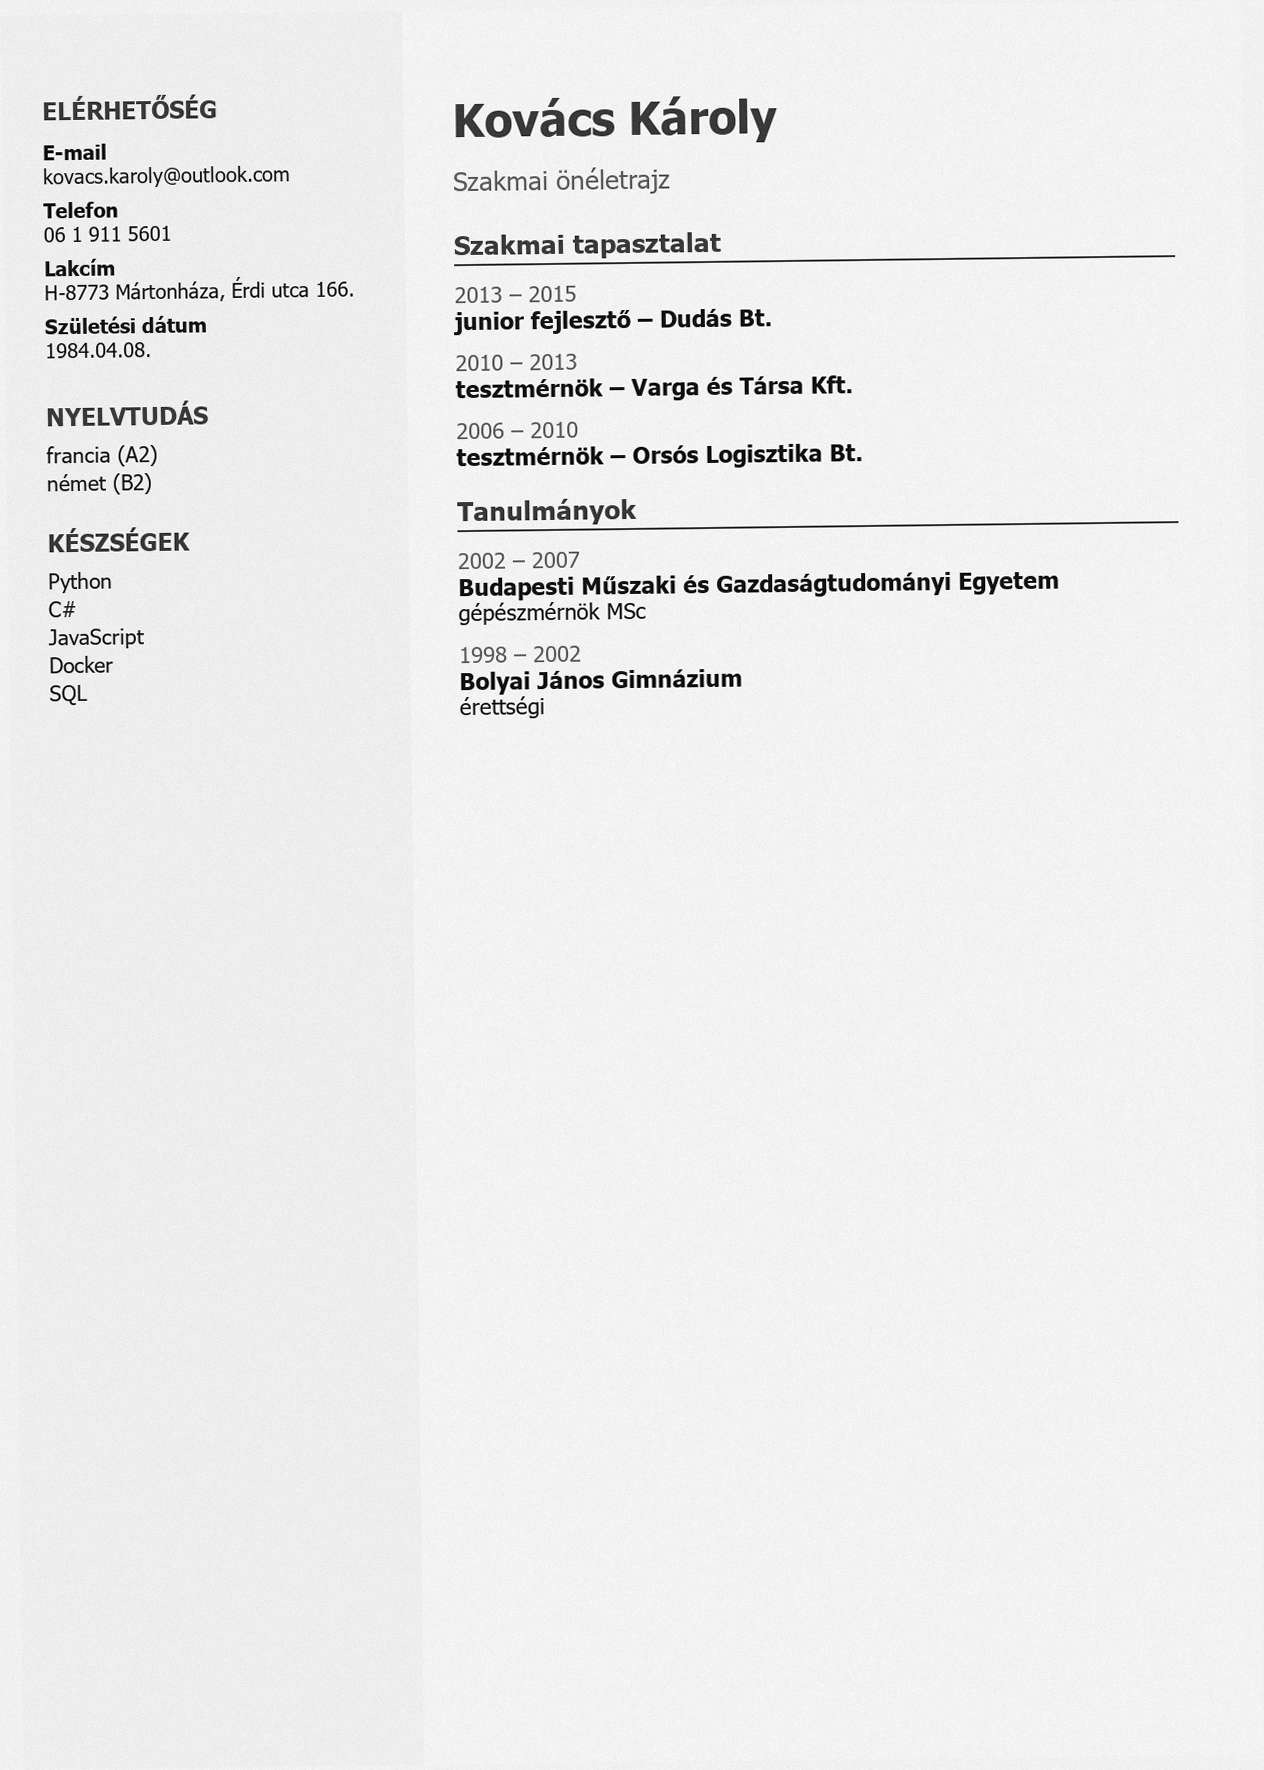 ELÉRHETŐSÉG
E-mail
kovacs.karoly@outlook.com
Telefon
06 1 911 5601
Lakcím
H-8773 Mártonháza, Érdi utca 166.
Születési dátum
1984.04.08.
NYELVTUDÁS
francia (A2)
német (B2)
KÉSZSÉGEK
Python
C#
JavaScript
Docker
SQL
Kovács Károly
Szakmai önéletrajz
Szakmai tapasztalat
2013 – 2015
junior fejlesztő – Dudás Bt.
2010 – 2013
tesztmérnök – Varga és Társa Kft.
2006 – 2010
tesztmérnök – Orsós Logisztika Bt.
Tanulmányok
2002 – 2007
Budapesti Műszaki és Gazdaságtudományi Egyetem
gépészmérnök MSc
1998 – 2002
Bolyai János Gimnázium
érettségi